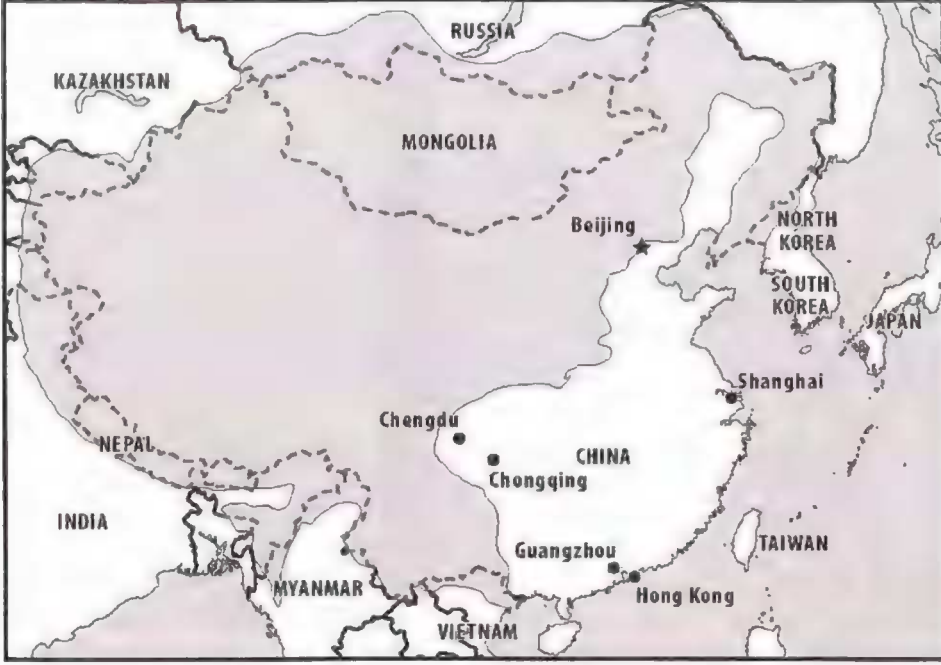 RUSSIA
KAZAKHSTAN
MONGOLIA
Beijing
NORTH
KOREA
SOUTH
KOREA
JAPAN
Shanghai
Chengdu
NEPAL
CHINA
Chongqing
INDIA
TAIWAN
Guangzhou
MYANMAR
Hong Kong
VIETNAM